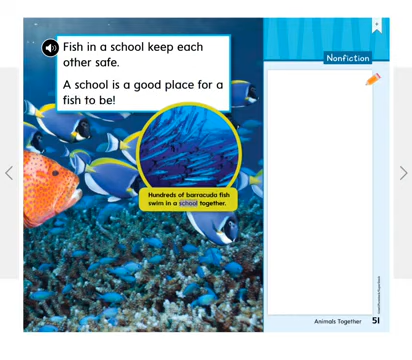 Fish in a school keep each
other safe.
A school is a good place for a
fish to be!
Hundreds of barracuda fish
swim in a school together.
Nonfiction
Animals Together 51